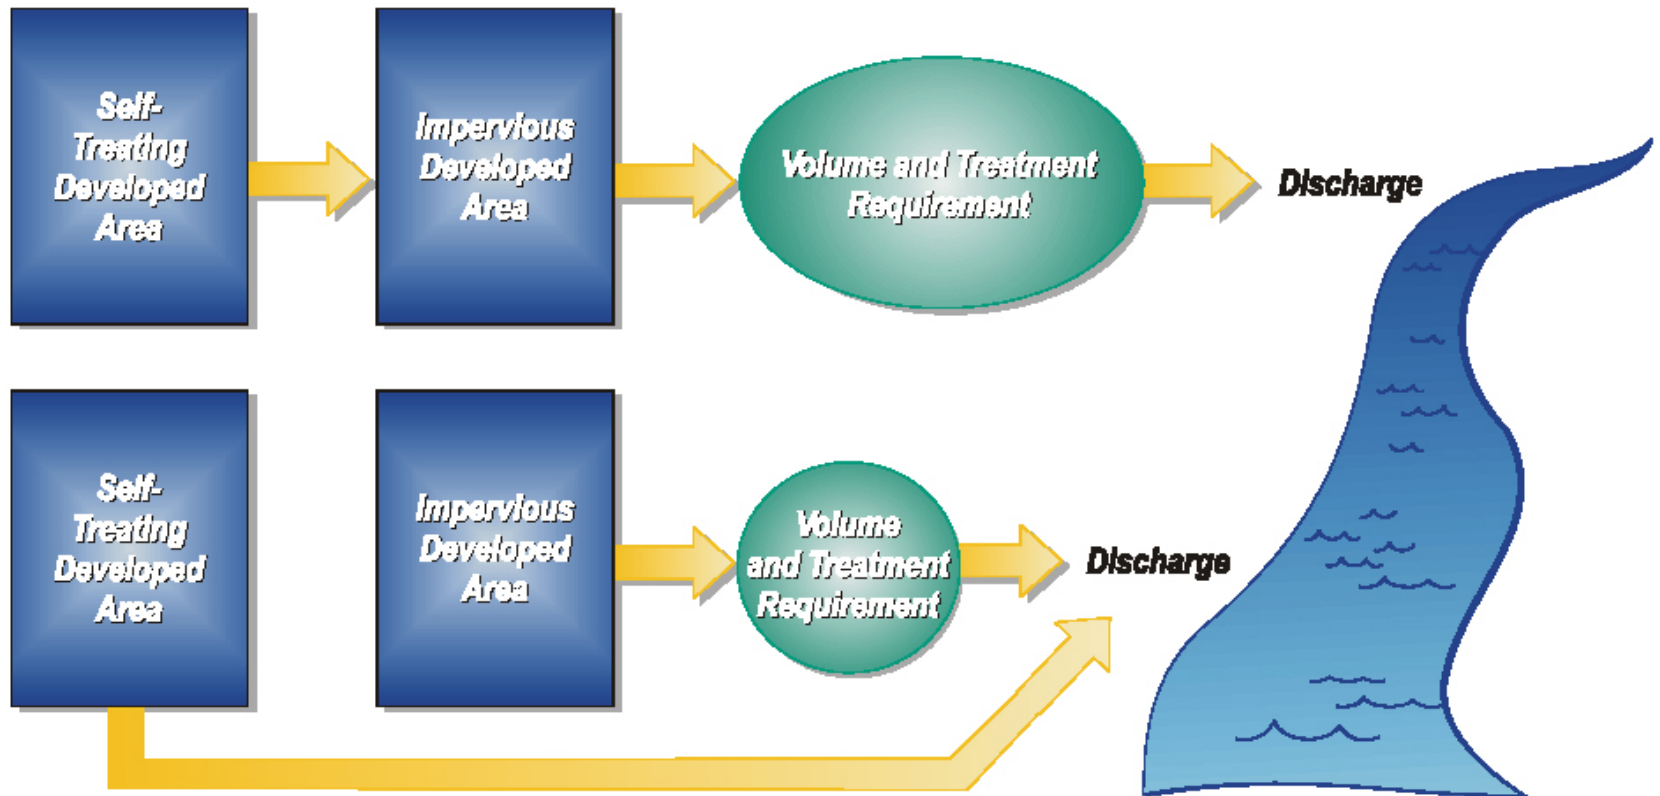 Self-
Treating
Developed
Area
Impervious
Developed
Area
Volume and Treatment
Requirement
Discharge
Self-
Treating
Developed
Area
Impervious
Developed
Area
Volume
and Treatment
Requirement
Discharge